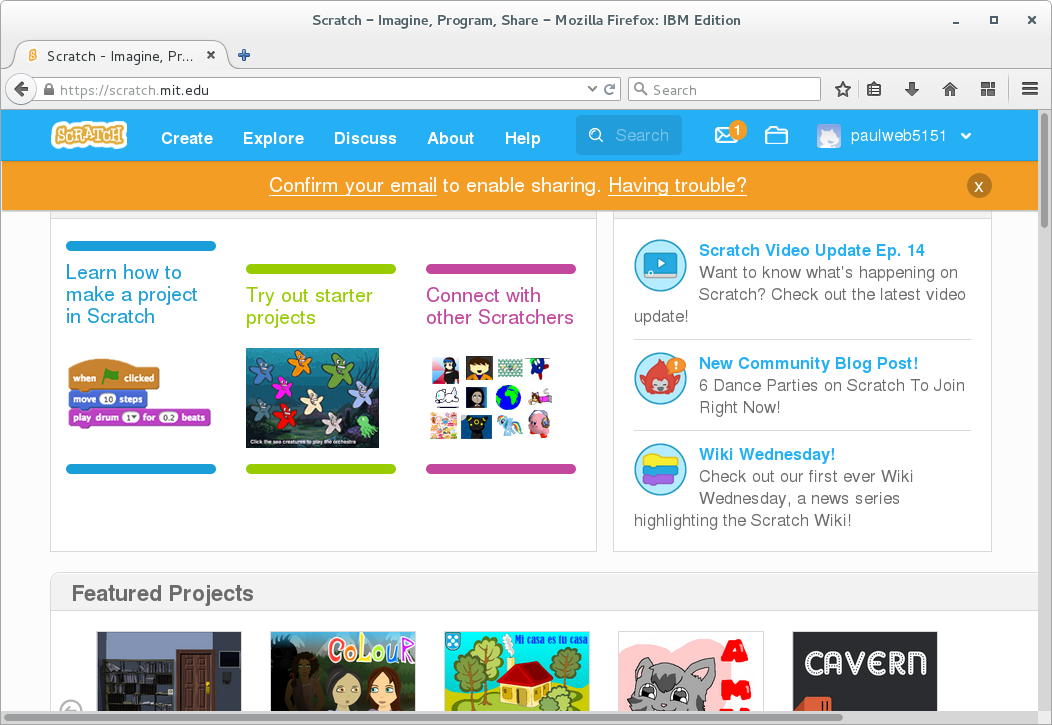 Scratch – Imagine, Program, Share – Mozilla Firefox: IBM Edition
Scratch - Imagine, Pr...
https://scratch.mit.edu
Search
SCRATCH
Create
Explore
Discuss
About
Help
Search
1
paulweb5151
Confirm your email to enable sharing. Having trouble?
x
Learn how to
make a project
in Scratch
when clicked
move 10 steps
play drum 1 for 0.2 beats
Try out starter
projects
Click the sea creatures to play the orchestra
Connect with
other Scratchers
Scratch Video Update Ep. 14
Want to know what's happening on
Scratch? Check out the latest video
update!
New Community Blog Post!
6 Dance Parties on Scratch To Join
Right Now!
Wiki Wednesday!
Check out our first ever Wiki
Wednesday, a news series
highlighting the Scratch Wiki!
Featured Projects
COLOUR
Mi casa es tu casa
AM
CAVERN